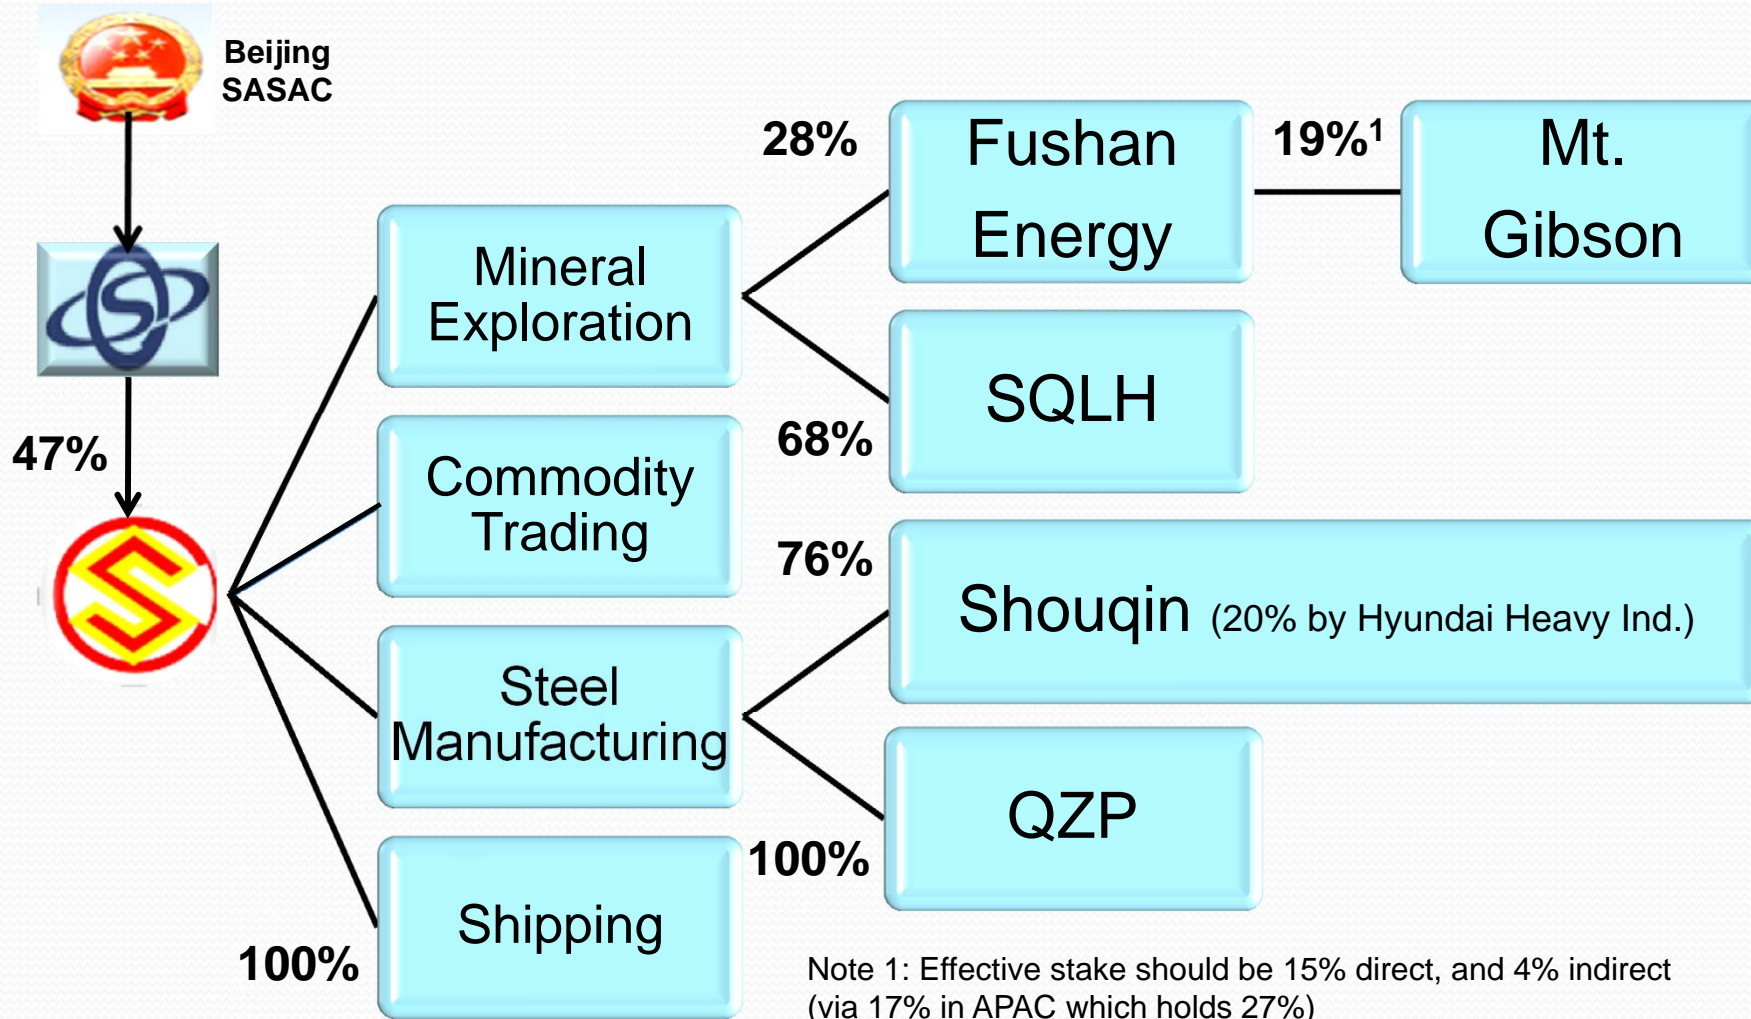 Beijing
SASAC
47%
Mineral
Exploration
Commodity
Trading
Steel
Manufacturing
Shipping
100%
28%
Fushan
Energy
19%¹
Mt.
Gibson
68%
SQLH
76%
Shouqin (20% by Hyundai Heavy Ind.)
100%
QZP
Note 1: Effective stake should be 15% direct, and 4% indirect
(via 17% in APAC which holds 27%)